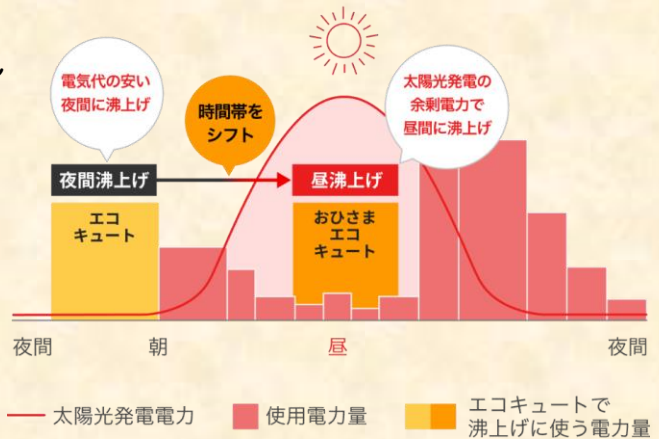 電気代の安い
夜間に沸上げ
時間帯を
シフト
太陽光発電の
余剰電力で
昼間に沸上げ
夜間沸上げ
昼沸上げ
エコ
キュート
おひさま
エコ
キュート
夜間
朝
昼
夜間
太陽光発電電力
使用電力量
エコキュートで
沸上げに使う電力量